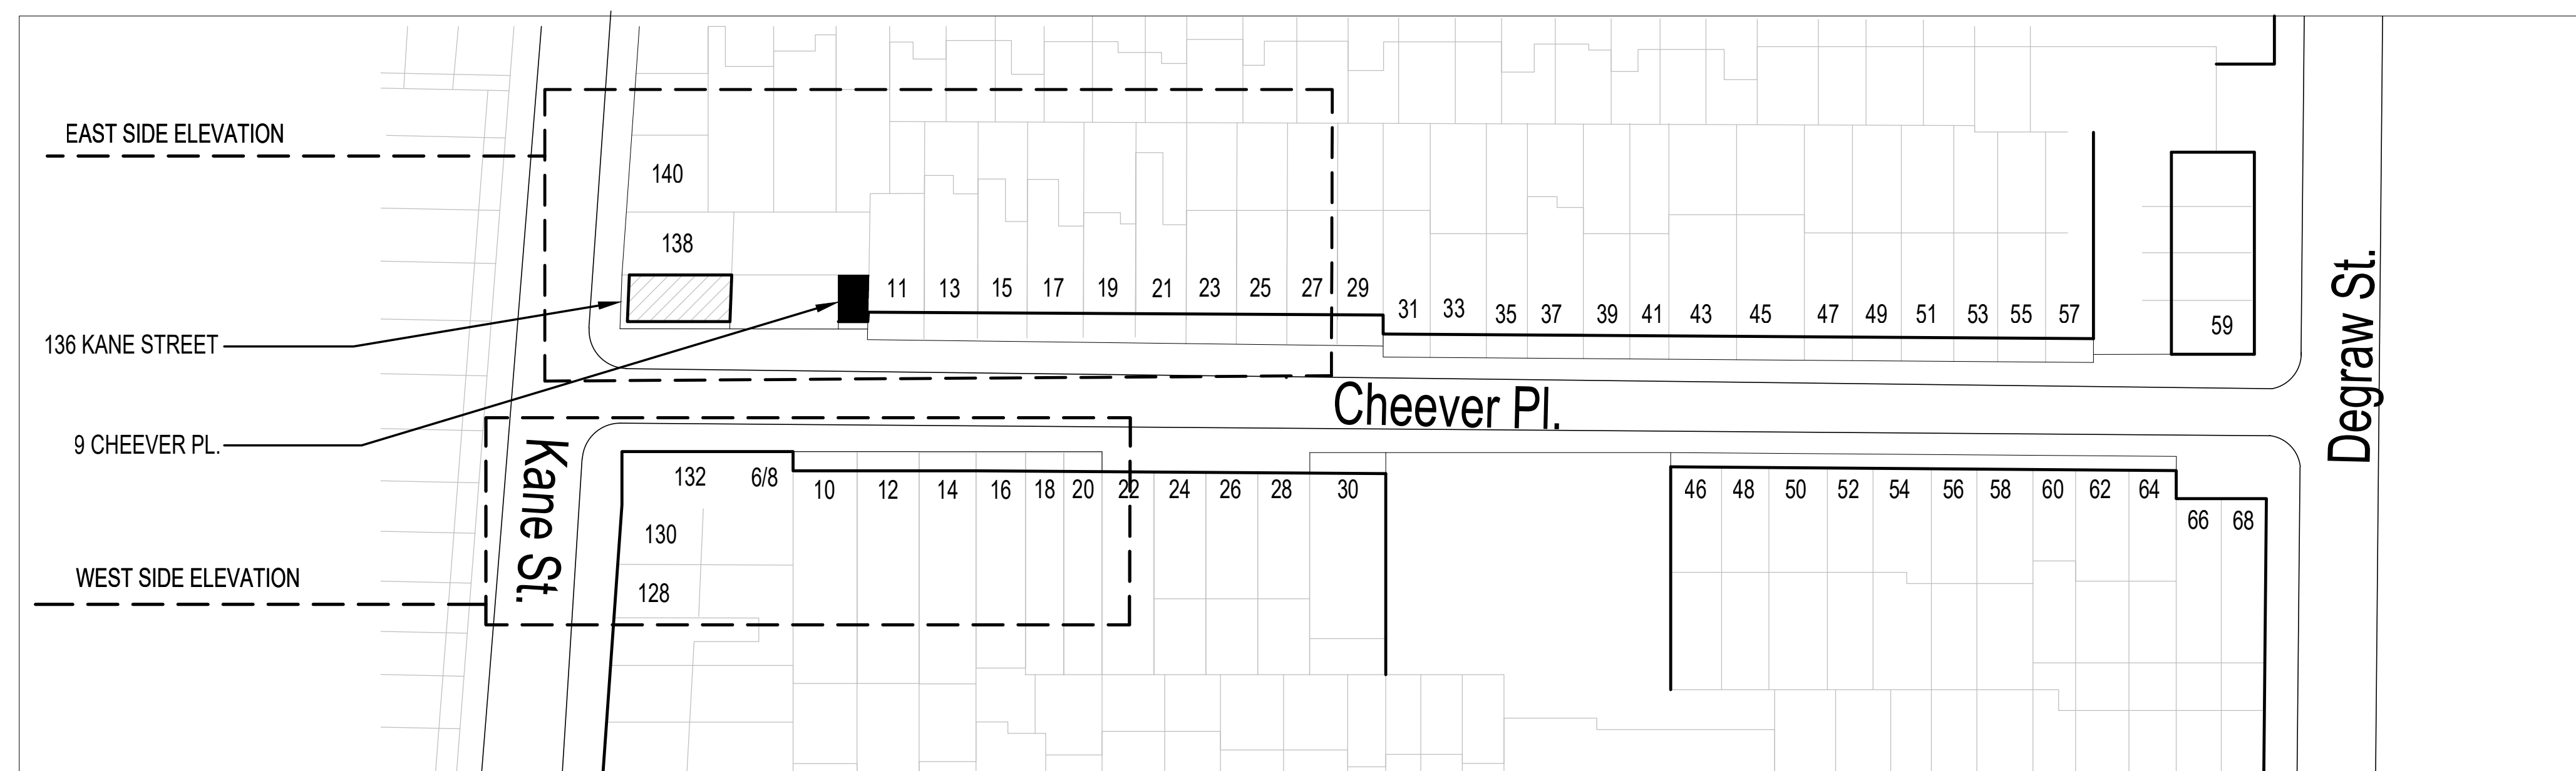 EAST SIDE ELEVATION
140
138
136 KANE STREET
9 CHEEVER PL.
11 13 15 17 19 21 23 25 27 29
31 33 35 37 39 41 43 45 47 49 51 53 55 57
59
Degraw St.
Cheever Pl.
Kane St.
132 6/8 10 12 14 16 18 20 22 24 26 28 30
46 48 50 52 54 56 58 60 62 64
66 68
130
128
WEST SIDE ELEVATION